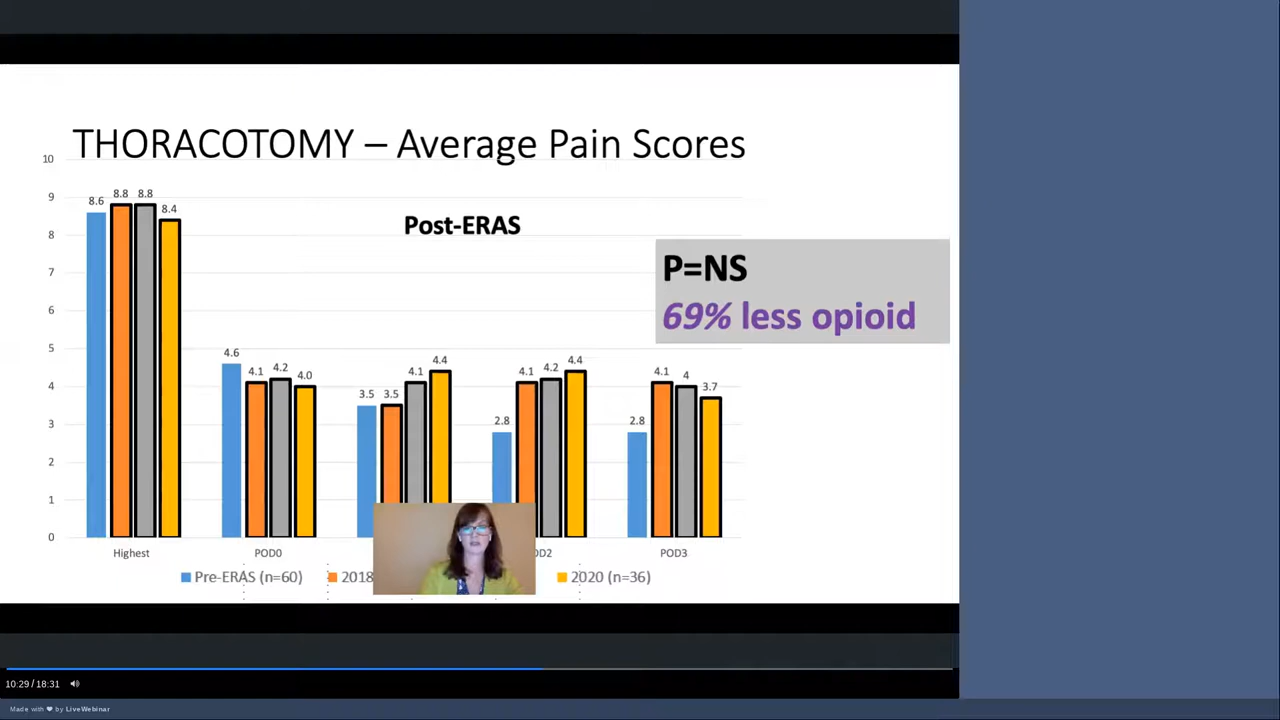 THORACOTOMY – Average Pain Scores
10
9
8
7
6
5
4
3
2
1
0
8.6
8.8
8.8
8.4
4.6
4.1
4.2
4.0
3.5
3.5
4.1
4.4
2.8
4.1
4.2
4.4
2.8
4.1
4
3.7
Post-ERAS
P=NS
69% less opioid
Highest
POD0
POD3
Pre-ERAS (n=60)
2018
2020 (n=36)
10:29 / 18:31
Made with ❤ by LiveWebinar